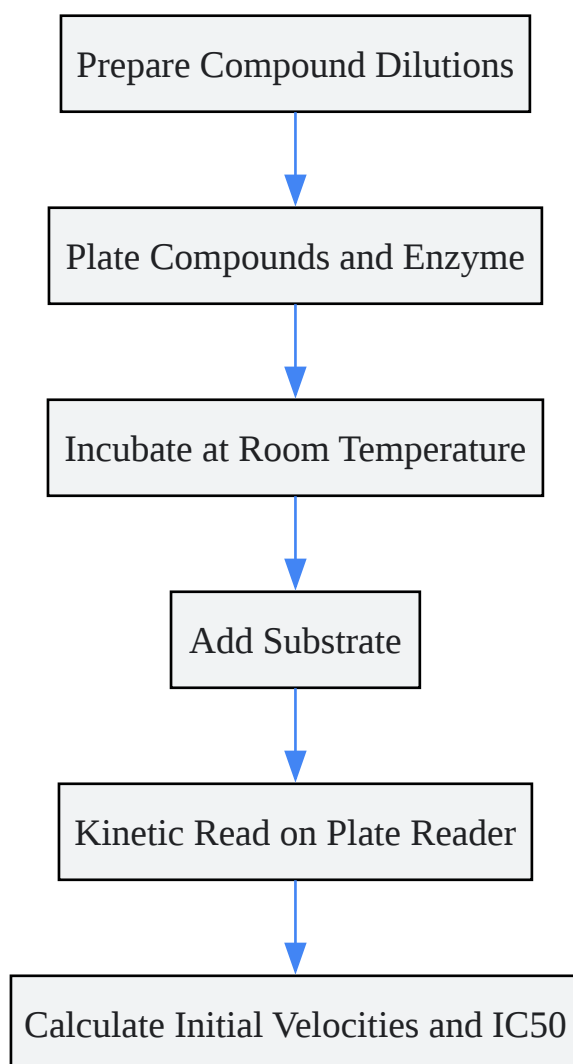 Prepare Compound Dilutions
Plate Compounds and Enzyme
Incubate at Room Temperature
Add Substrate
Kinetic Read on Plate Reader
Calculate Initial Velocities and IC50